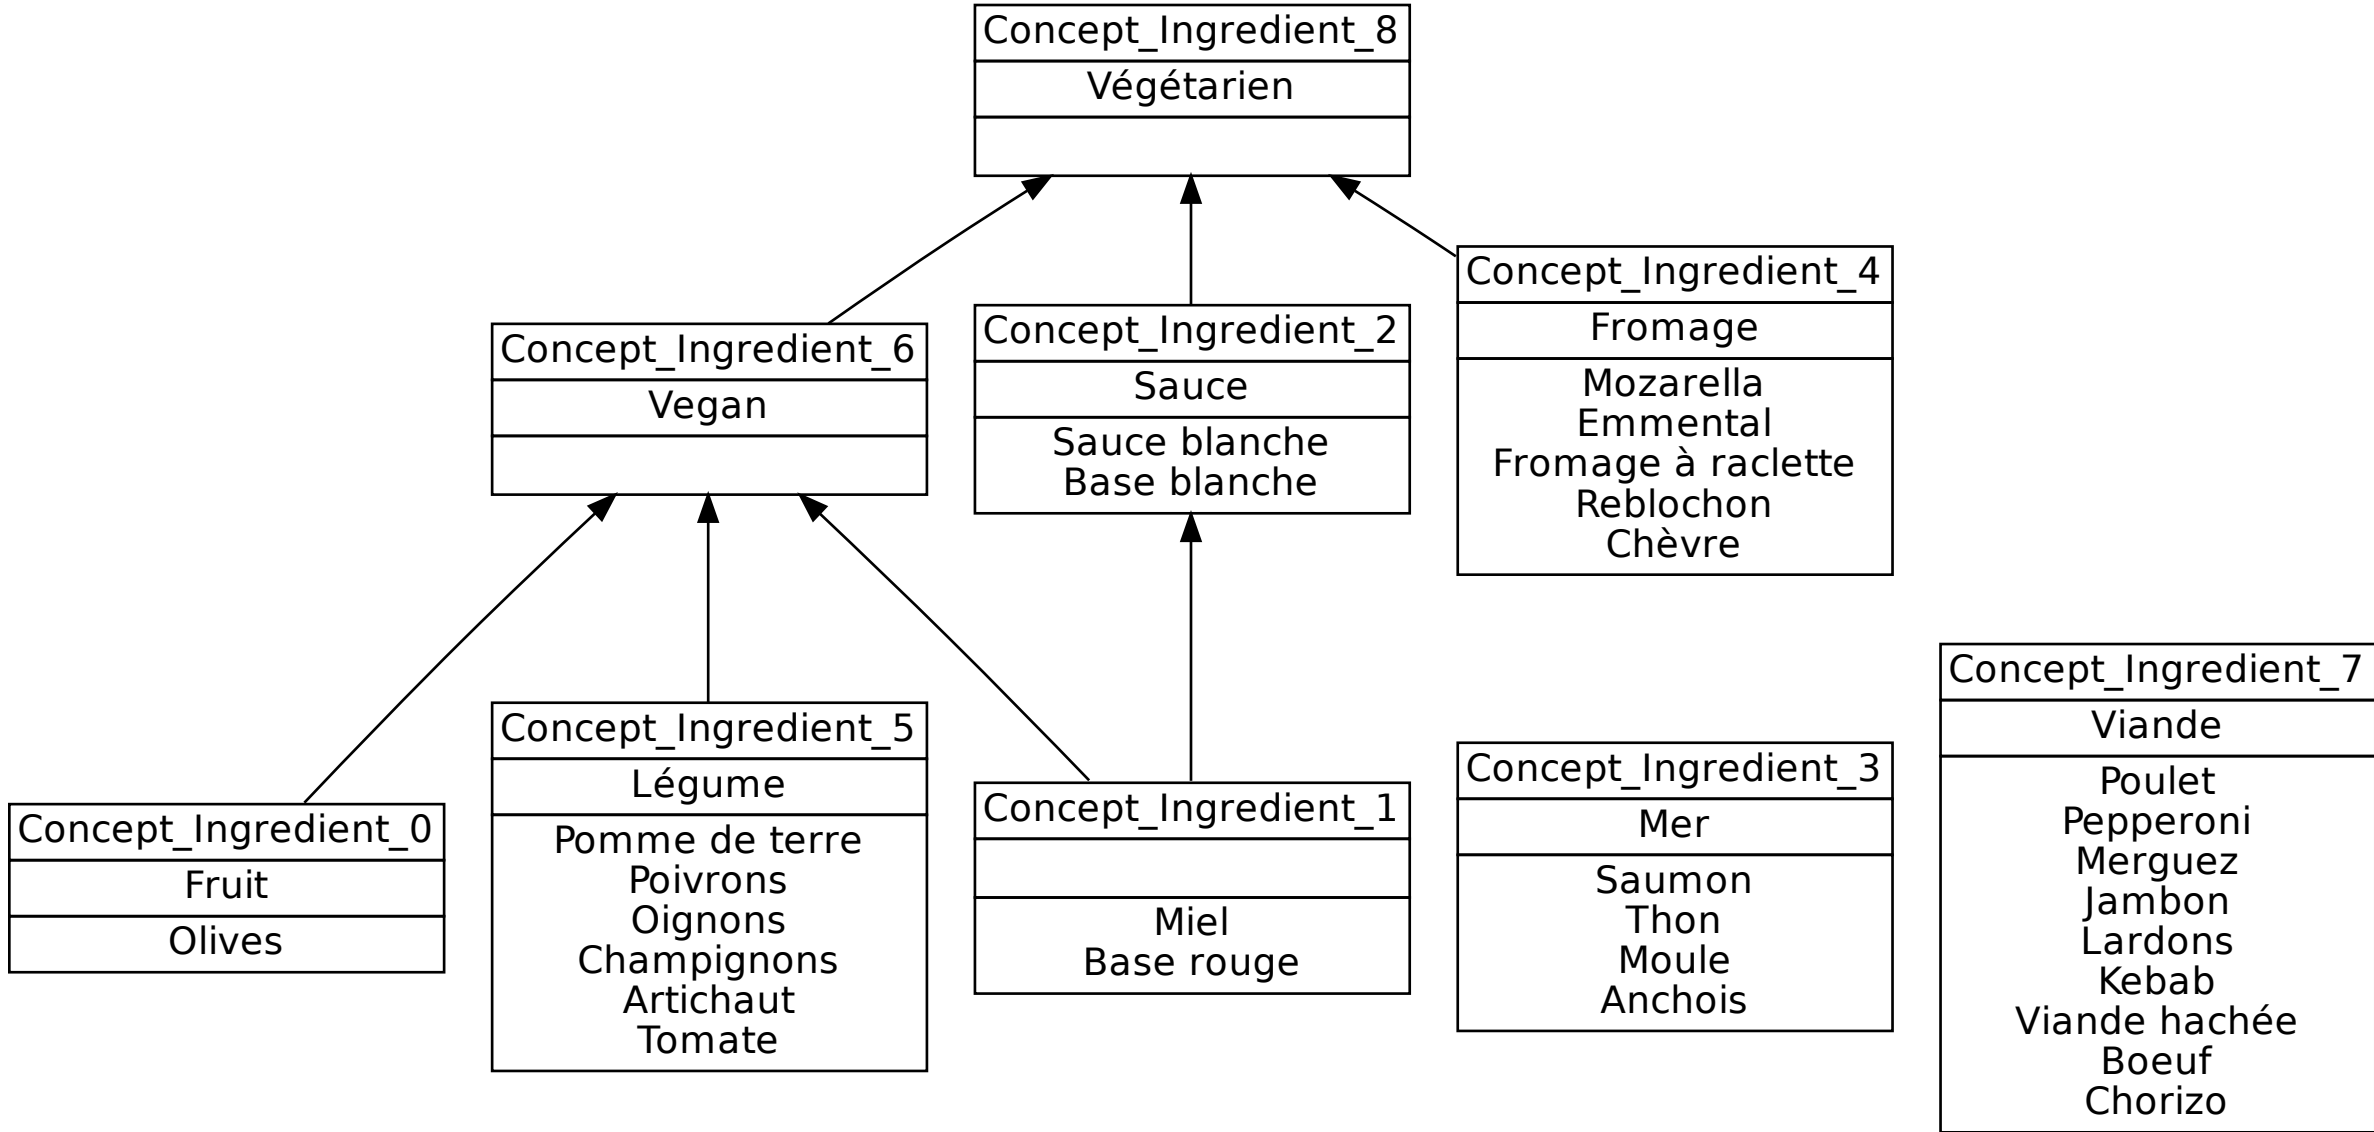 Concept_Ingredient_8
Végétarien
Concept_Ingredient_6
Vegan
Concept_Ingredient_2
Sauce
Sauce blanche
Base blanche
Concept_Ingredient_4
Fromage
Mozarella
Emmental
Fromage à raclette
Reblochon
Chèvre
Concept_Ingredient_0
Fruit
Olives
Concept_Ingredient_5
Légume
Pomme de terre
Poivrons
Oignons
Champignons
Artichaut
Tomate
Concept_Ingredient_1
Miel
Base rouge
Concept_Ingredient_3
Mer
Saumon
Thon
Moule
Anchois
Concept_Ingredient_7
Viande
Poulet
Pepperoni
Merguez
Jambon
Lardons
Kebab
Viande hachée
Boeuf
Chorizo